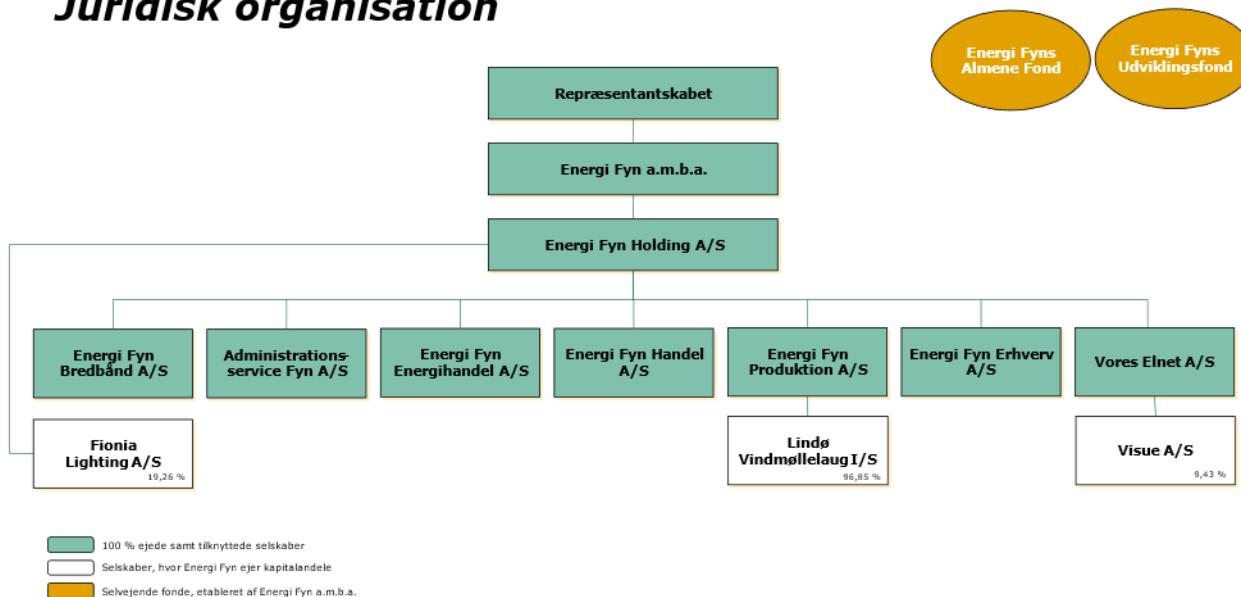 Juridisk organisation
Energi Fyns
Almene Fond
Energi Fyns
Udviklingsfond
Repræsentantskabet
Energi Fyn a.m.b.a.
Energi Fyn Holding A/S
Energi Fyn
Bredbånd A/S
Administrations-
service Fyn A/S
Energi Fyn
Energihandel A/S
Energi Fyn Handel
A/S
Energi Fyn
Produktion A/S
Energi Fyn Erhverv
A/S
Vores Elnet A/S
Fionia
Lighting A/S
19,26 %
Lindø
Vindmøllelaug I/S
96,85 %
Visue A/S
9,43 %
100 % ejede samt tilknyttede selskaber
Selskaber, hvor Energi Fyn ejer kapitalandele
Selvejende fonde, etableret af Energi Fyn a.m.b.a.